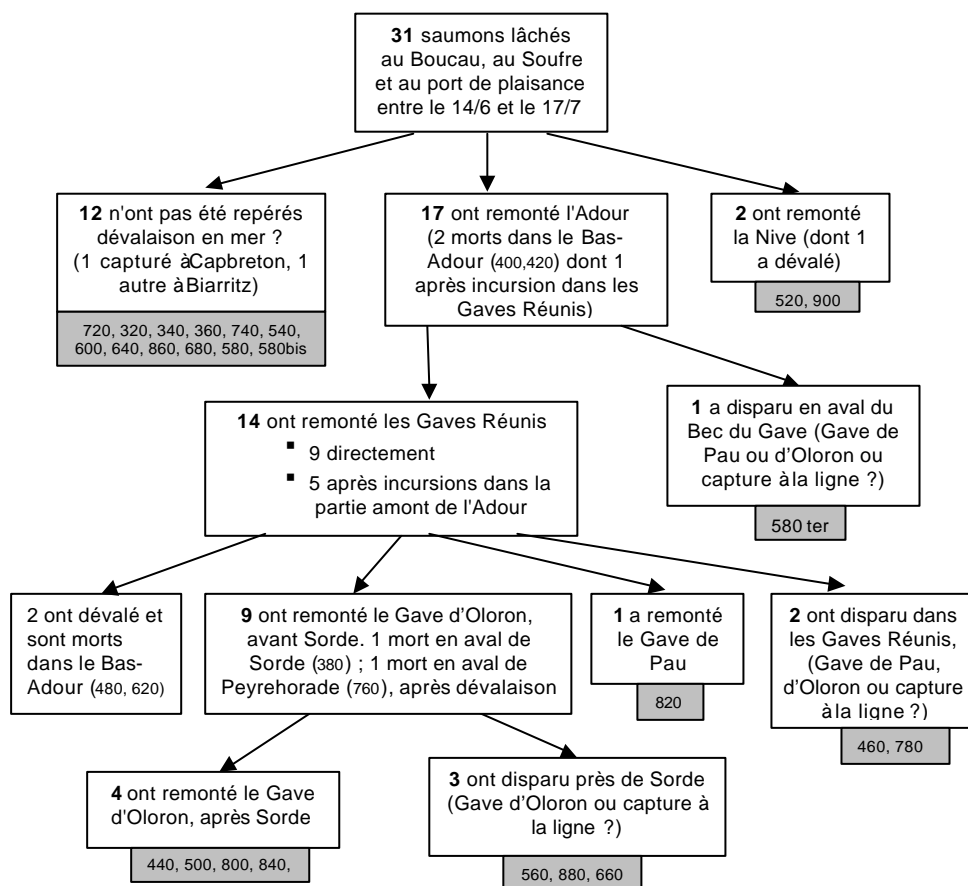 31 saumons lâchés
au Boucau, au Soufre
et au port de plaisance
entre le 14/6 et le 17/7
12 n'ont pas été repérés
dévalaison en mer ?
(1 capturé àCapbreton, 1
autre àBiarritz)
720, 320, 340, 360, 740, 540,
600, 640, 860, 680, 580, 580bis
17 ont remonté l'Adour
(2 morts dans le Bas-
Adour (400,420) dont 1
après incursion dans les
Gaves Réunis)
2 ont remonté
la Nive (dont 1
a dévalé)
520, 900
14 ont remonté les Gaves Réunis
▪ 9 directement
▪ 5 après incursions dans la
partie amont de l'Adour
1 a disparu en aval du
Bec du Gave (Gave de
Pau ou d'Oloron ou
capture àla ligne ?)
580 ter
2 ont dévalé et
sont morts
dans le Bas-
Adour (480, 620)
9 ont remonté le Gave d'Oloron,
avant Sorde. 1 mort en aval de
Sorde (380) ; 1 mort en aval de
Peyrehorade (760), après dévalaison
1 a remonté
le Gave de
Pau
820
2 ont disparu dans
les Gaves Réunis,
(Gave de Pau,
d'Oloron ou capture
àla ligne ?)
460, 780
4 ont remonté le Gave
d'Oloron, après Sorde
440, 500, 800, 840,
3 ont disparu près de Sorde
(Gave d'Oloron ou capture à
la ligne ?)
560, 880, 660